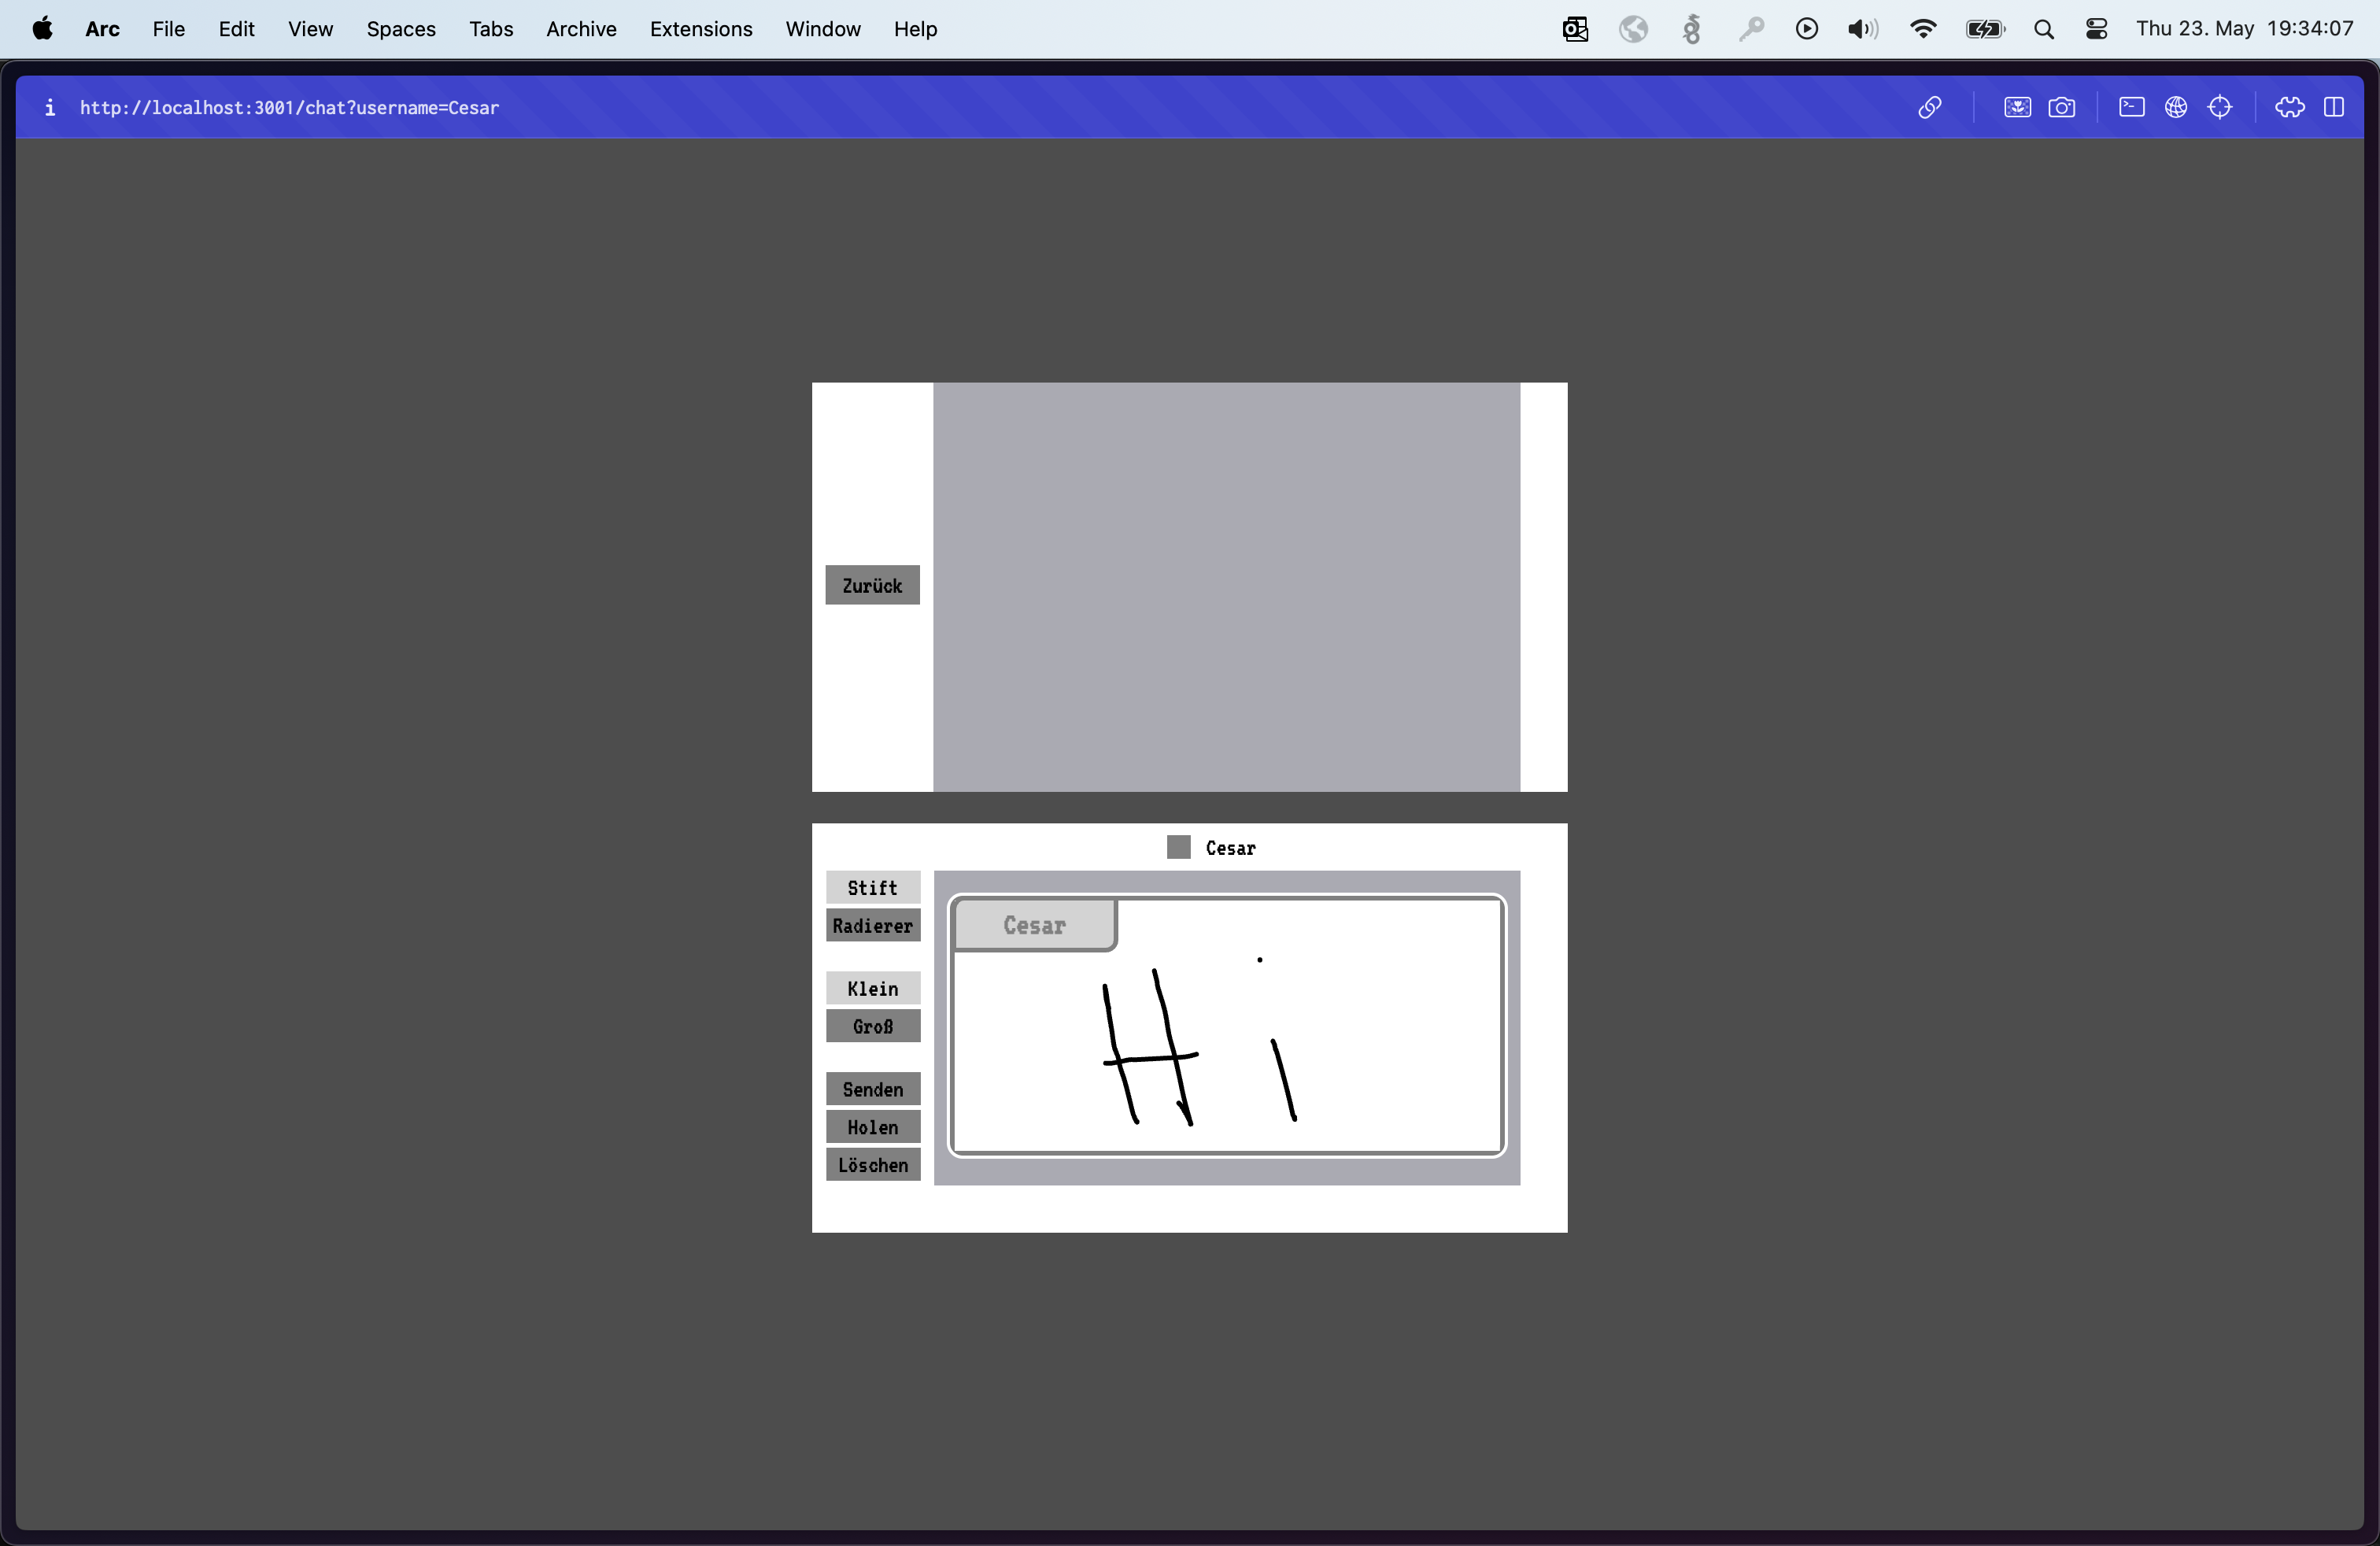 Arc File Edit View Spaces Tabs Archive Extensions Window Help Thu 23. May 19:34:07
http://localhost:3001/chat?username=Cesar
Zurück
Cesar
Stift
Radierer
Cesar
Klein
Groß
Hi
Senden
Holen
Löschen